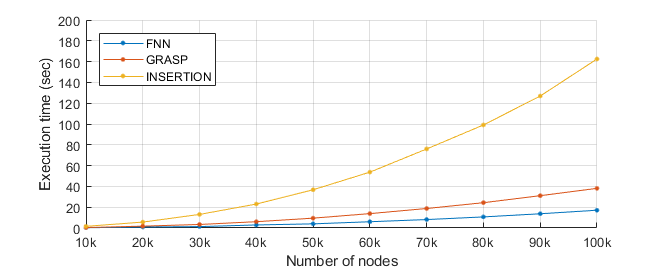 200
180
160
140
120
100
80
60
40
20
0
Execution time (sec)
FNN
GRASP
INSERTION
10k 20k 30k 40k 50k 60k 70k 80k 90k 100k
Number of nodes